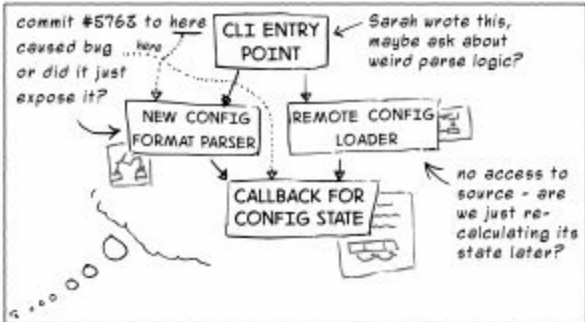 commit #5763 to here
caused bug
here
or did it just
expose it?
CLI ENTRY
POINT
Sarah wrote this,
maybe ask about
weird parse logic?
NEW CONFIG
FORMAT PARSER
REMOTE CONFIG
LOADER
CALLBACK FOR
CONFIG STATE
no access to
source - are
we just re-
calculating its
state later?